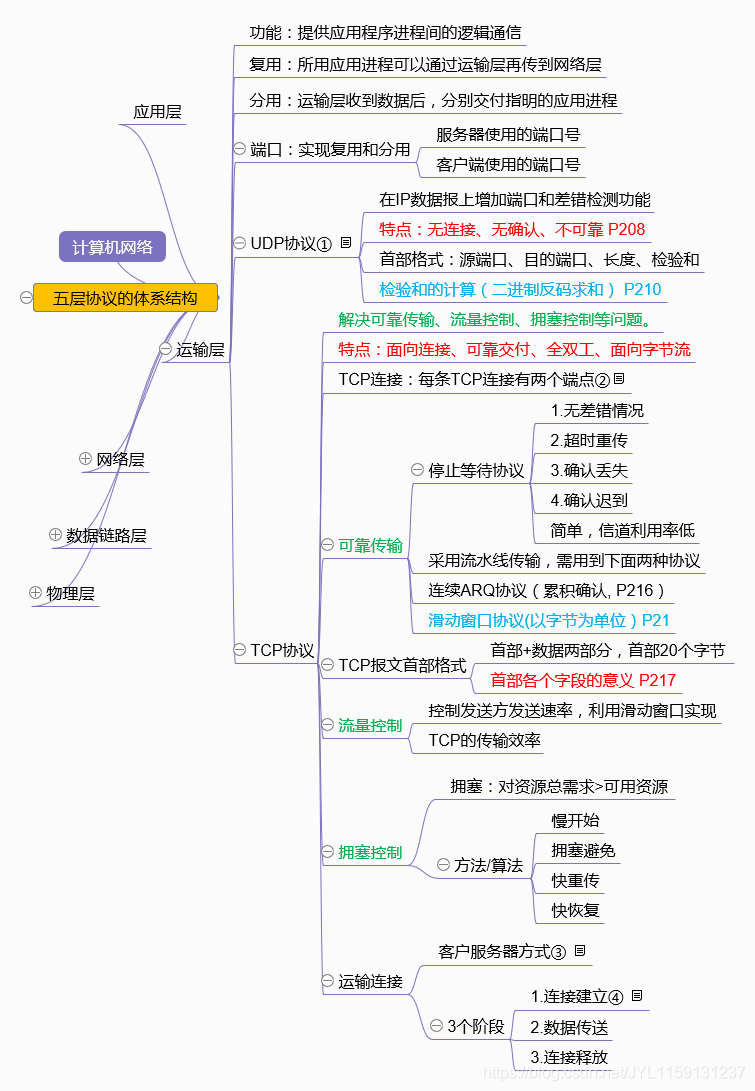 功能：提供应用程序进程间的逻辑通信
复用：所用应用进程可以通过运输层再传到网络层
分用：运输层收到数据后，分别交付指明的应用进程
应用层
端口：实现复用和分用
服务器使用的端口号
客户端使用的端口号
计算机网络
五层协议的体系结构
UDP协议①
在IP数据报上增加端口和差错检测功能
特点：无连接、无确认、不可靠 P208
首部格式：源端口、目的端口、长度、检验和
检验和的计算（二进制反码求和） P210
运输层
解决可靠传输、流量控制、拥塞控制等问题。
特点：面向连接、可靠交付、全双工、面向字节流
TCP连接：每条TCP连接有两个端点②
网络层
数据链路层
物理层
停止等待协议
1.无差错情况
2.超时重传
3.确认丢失
4.确认迟到
简单，信道利用率低
可靠传输
采用流水线传输，需用到下面两种协议
连续ARQ协议（累积确认, P216）
滑动窗口协议(以字节为单位）P21
TCP协议
TCP报文首部格式
首部+数据两部分，首部20个字节
首部各个字段的意义 P217
流量控制
控制发送方发送速率，利用滑动窗口实现
TCP的传输效率
拥塞控制
拥塞：对资源总需求>可用资源
方法/算法
慢开始
拥塞避免
快重传
快恢复
运输连接
客户服务器方式③
3个阶段
1.连接建立④
2.数据传送
3.连接释放
https://blog.csdn.net/JYL1159131237